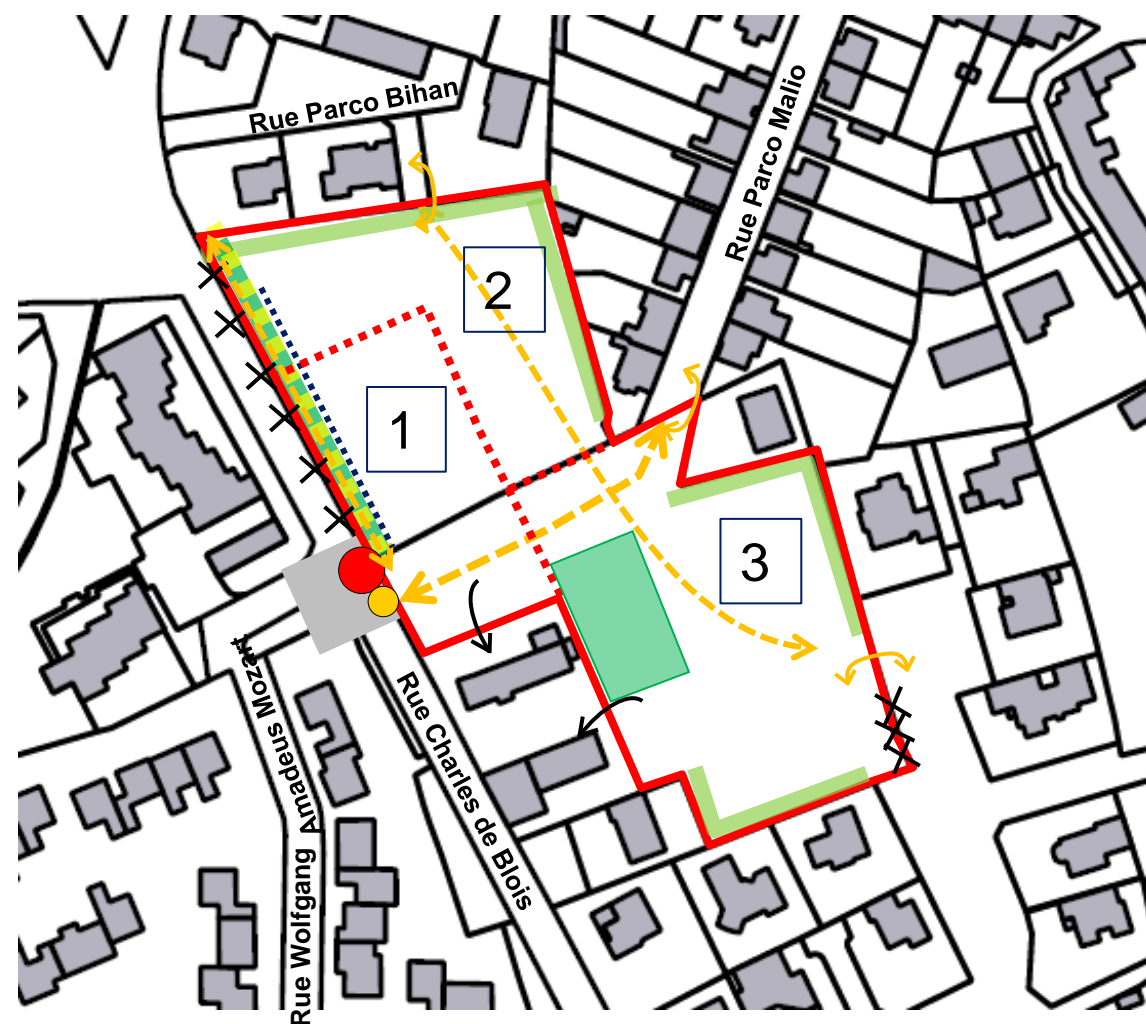 Rue Parco Bihan
Rue Parco Malio
2
1
3
Rue Charles de Blois
Rue Wolfgang Amadeus Mozart